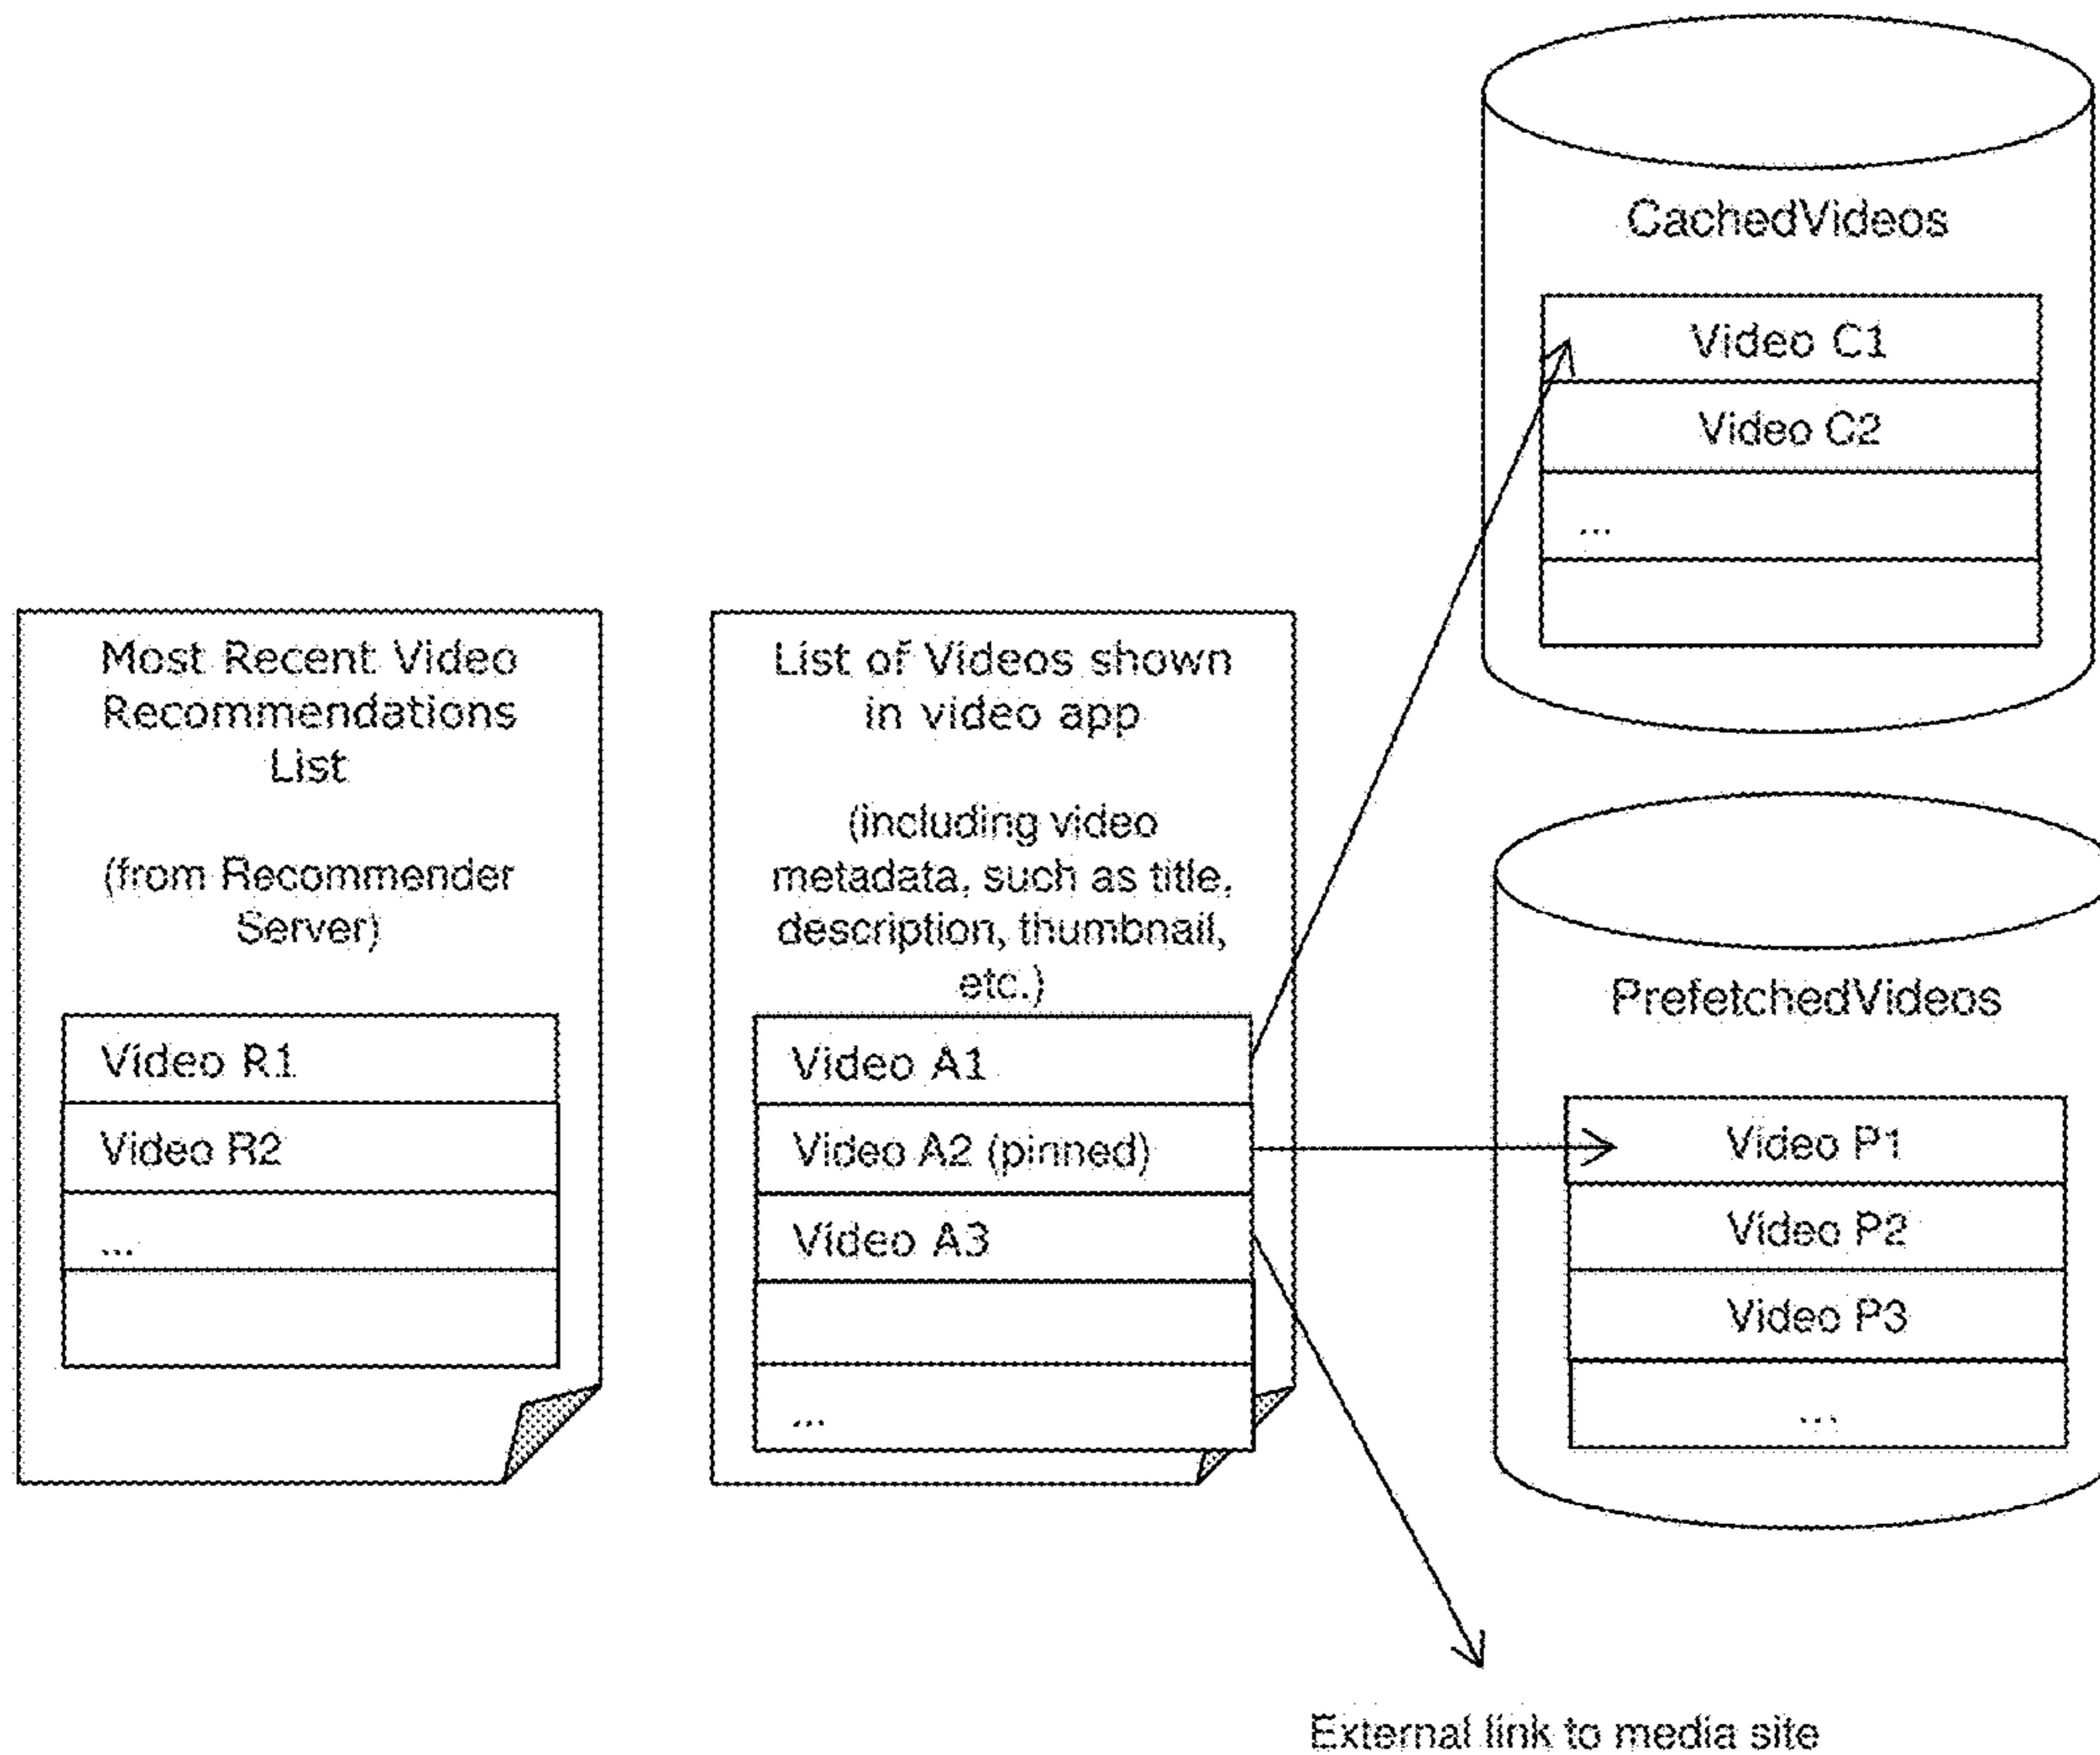 Most Recent Video
Recommendations
List
(from Recommender
Server)
Video R1
Video R2
...
List of Videos shown
in video app
(including video
metadata, such as title,
description, thumbnail,
etc.)
Video A1
Video A2 (pinned)
Video A3
...
CachedVideos
Video C1
Video C2
...
PrefetchedVideos
Video P1
Video P2
Video P3
...
External link to media site